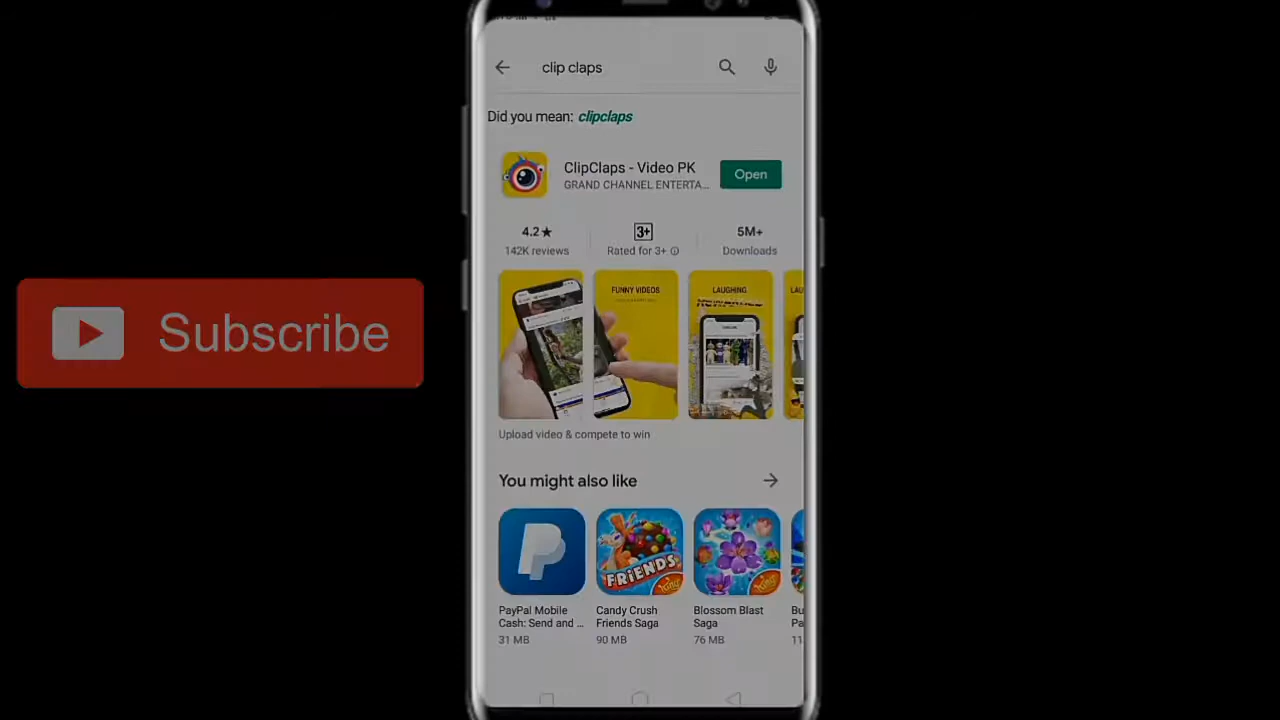 clip claps
Did you mean: clipclaps
ClipClaps - Video PK
GRAND CHANNEL ENTERTA...
Open
4.2★
142K reviews
3+
Rated for 3+
5M+
Downloads
FUNNY VIDEOS
LAUGHING
Upload video & compete to win
Subscribe
You might also like
FRiENDS
King
King
PayPal Mobile
Cash: Send and ...
31 MB
Candy Crush
Friends Saga
90 MB
Blossom Blast
Saga
76 MB